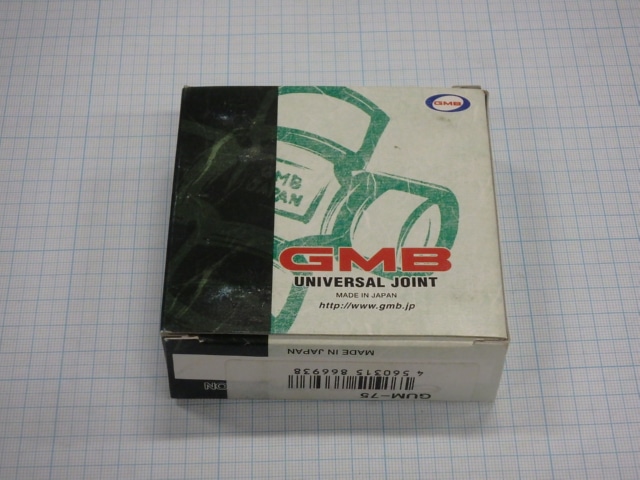 GMB
GMB
JAPAN
GMB
UNIVERSAL JOINT
MADE IN JAPAN
http://www.gmb.jp
MADE IN JAPAN
4 560315 866938
NO
GUM-75